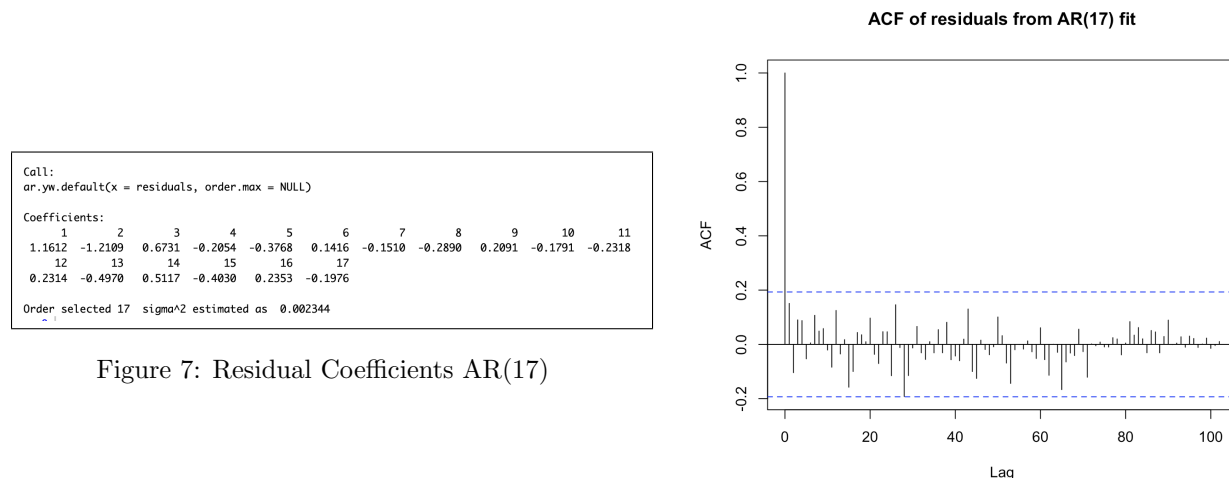 Call:
ar.yw.default(x = residuals, order.max = NULL)
Coefficients:
1 2 3 4 5 6 7 8 9 10 11
1.1612 -1.2109 0.6731 -0.2054 -0.3768 0.1416 -0.1510 -0.2890 0.2091 -0.1791 -0.2318
12 13 14 15 16 17
0.2314 -0.4970 0.5117 -0.4030 0.2353 -0.1976
Order selected 17 sigma^2 estimated as 0.002344
Figure 7: Residual Coefficients AR(17)
ACF of residuals from AR(17) fit
ACF
1.0
0.8
0.6
0.4
0.2
0.0
-0.2
0 20 40 60 80 100
Lag